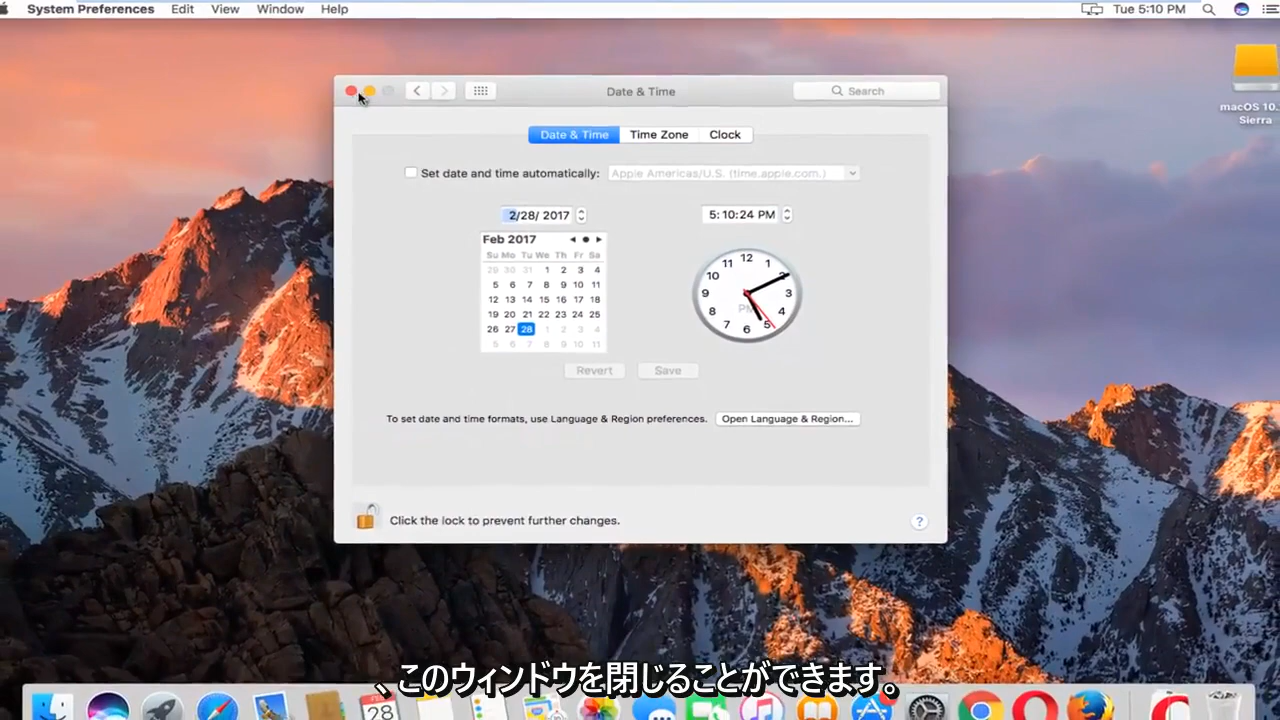 System Preferences Edit View Window Help Tue 5:10 PM
macOS 10...
Sierra
Date & Time Search
Date & Time Time Zone Clock
Set date and time automatically: Apple Americas/U.S. (time.apple.com.)
2/28/ 2017 5:10:24 PM
Feb 2017
Su Mo Tu We Th Fr Sa
29 30 31 1 2 3 4
5 6 7 8 9 10 11
12 13 14 15 16 17 18
19 20 21 22 23 24 25
26 27 28 1 2 3 4
5 6 7 8 9 10 11
12 1 2 3 4 5 6 7 8 9 10 11
PM
Revert Save
To set date and time formats, use Language & Region preferences. Open Language & Region...
Click the lock to prevent further changes. ?
、このウィンドウを閉じることができます。
28